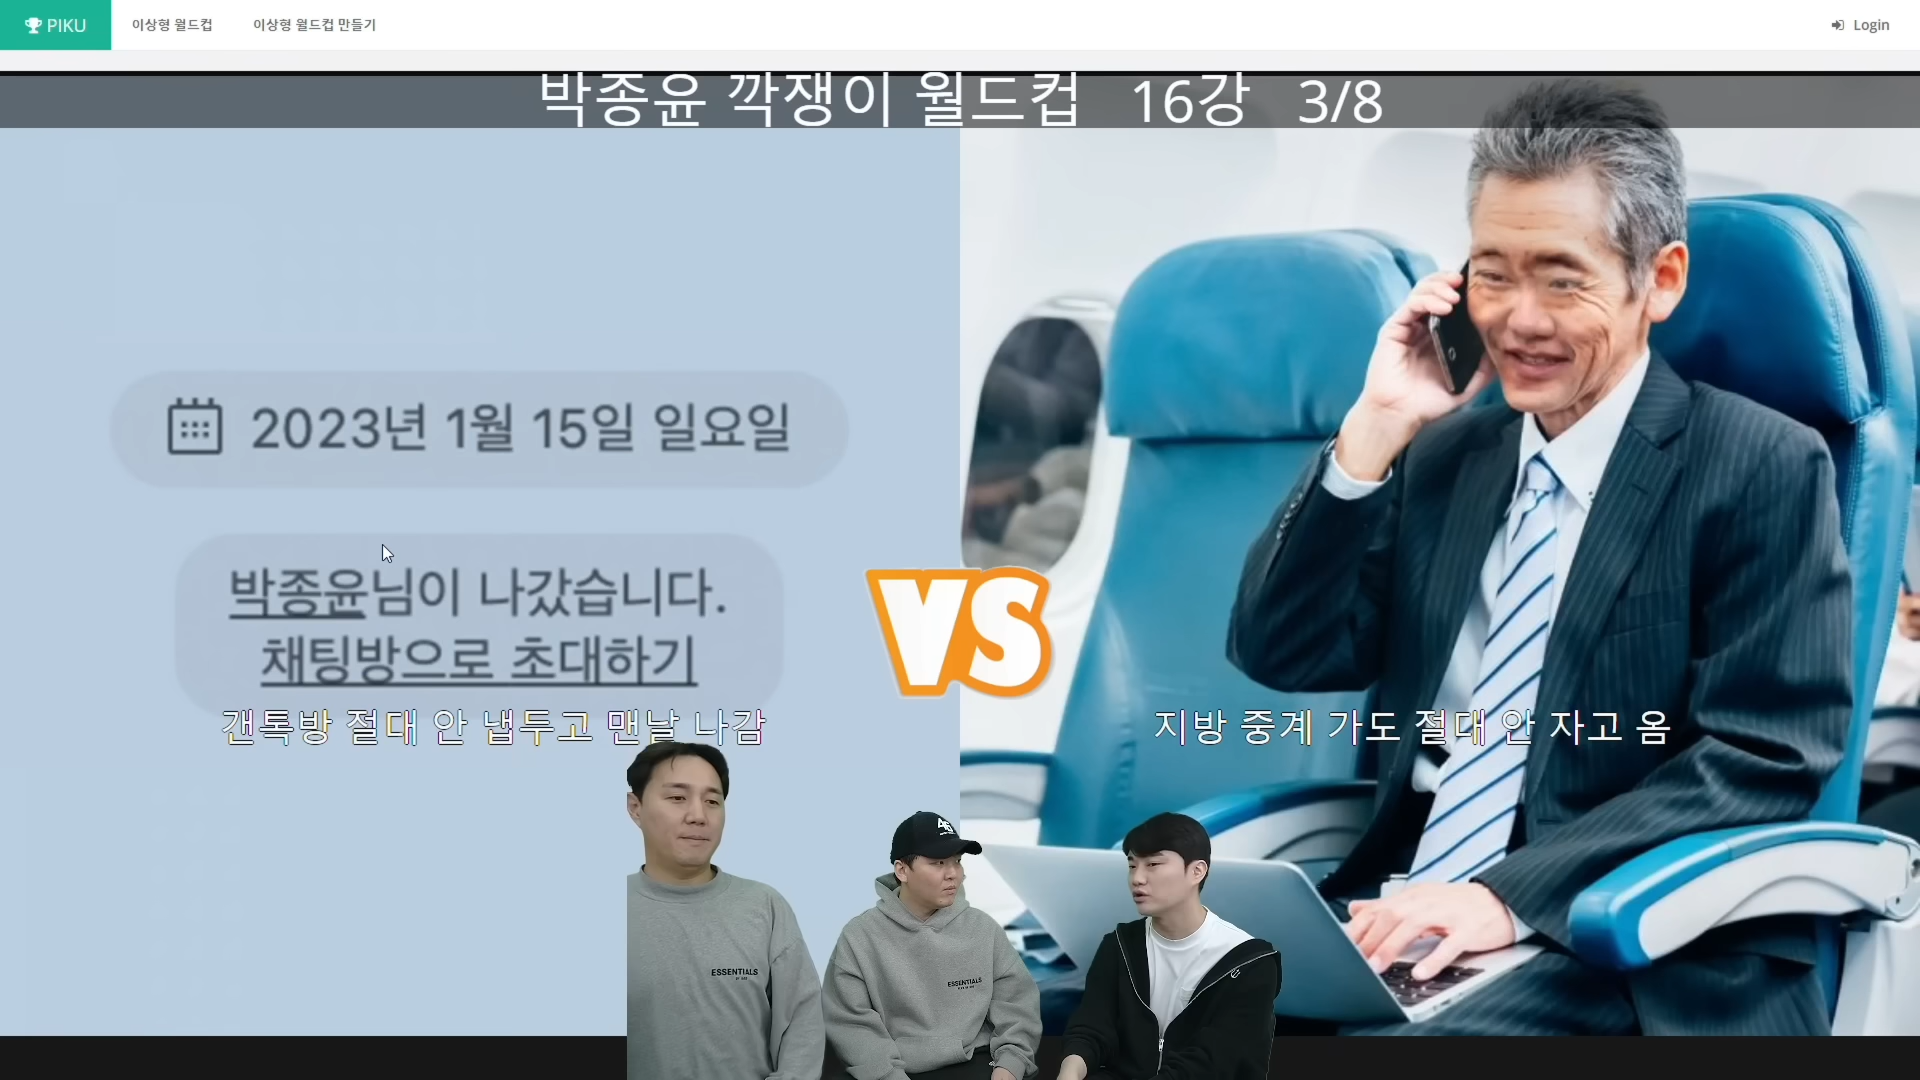 PIKU
이상형 월드컵
이상형 월드컵 만들기
Login
박종윤 깍쟁이 월드컵 16강 3/8
2023년 1월 15일 일요일
박종윤님이 나갔습니다.
채팅방으로 초대하기
VS
갠톡방 절대 안 냅두고 맨날 나감
지방 중계 가도 절대 안 자고 옴
ESSENTIALS
ESSENTIALS